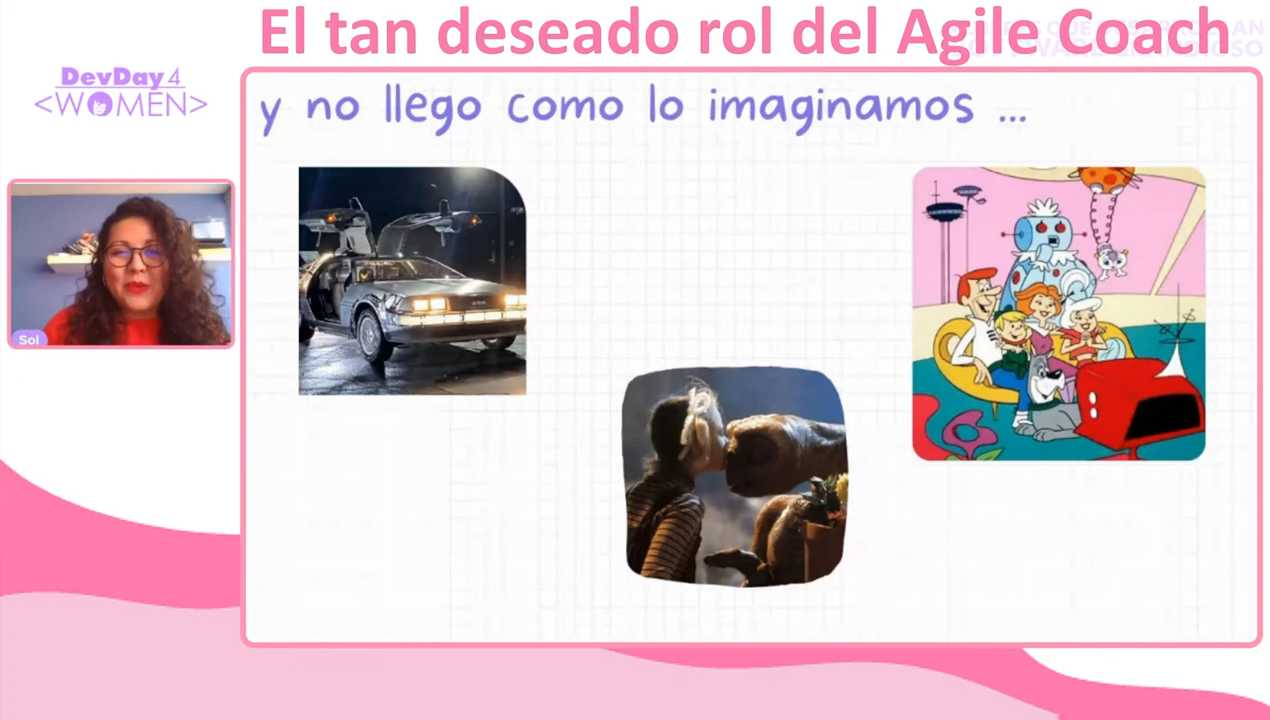 El tan deseado rol del Agile Coach
DevDay4
<WOMEN>
y no llego como lo imaginamos ...
Sol